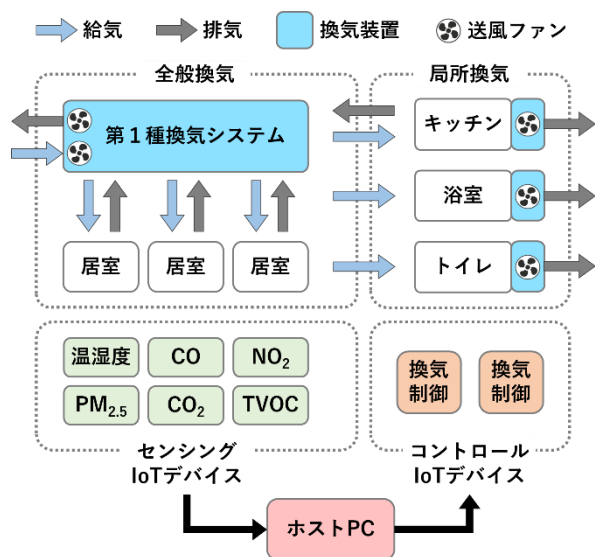 給気
排気
換気装置
送風ファン
全般換気
局所換気
第１種換気システム
キッチン
浴室
トイレ
居室
居室
居室
温湿度
CO
NO₂
PM₂.₅
CO₂
TVOC
換気
制御
換気
制御
センシング
IoTデバイス
コントロール
IoTデバイス
ホストPC